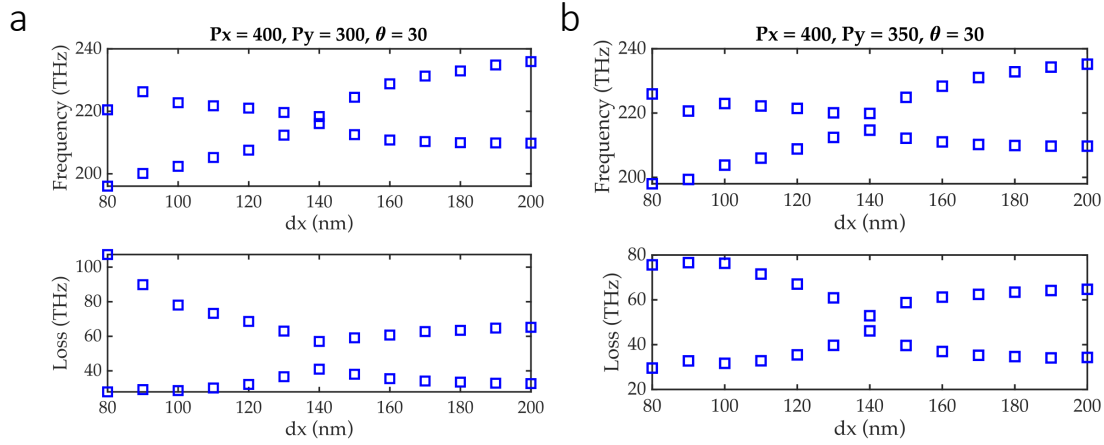 a
Px = 400, Py = 300, θ = 30
Frequency (THz)
240
220
200
80 100 120 140 160 180 200
dx (nm)
Loss (THz)
100
80
60
40
80 100 120 140 160 180 200
dx (nm)
b
Px = 400, Py = 350, θ = 30
Frequency (THz)
240
220
200
80 100 120 140 160 180 200
dx (nm)
Loss (THz)
80
60
40
20
80 100 120 140 160 180 200
dx (nm)